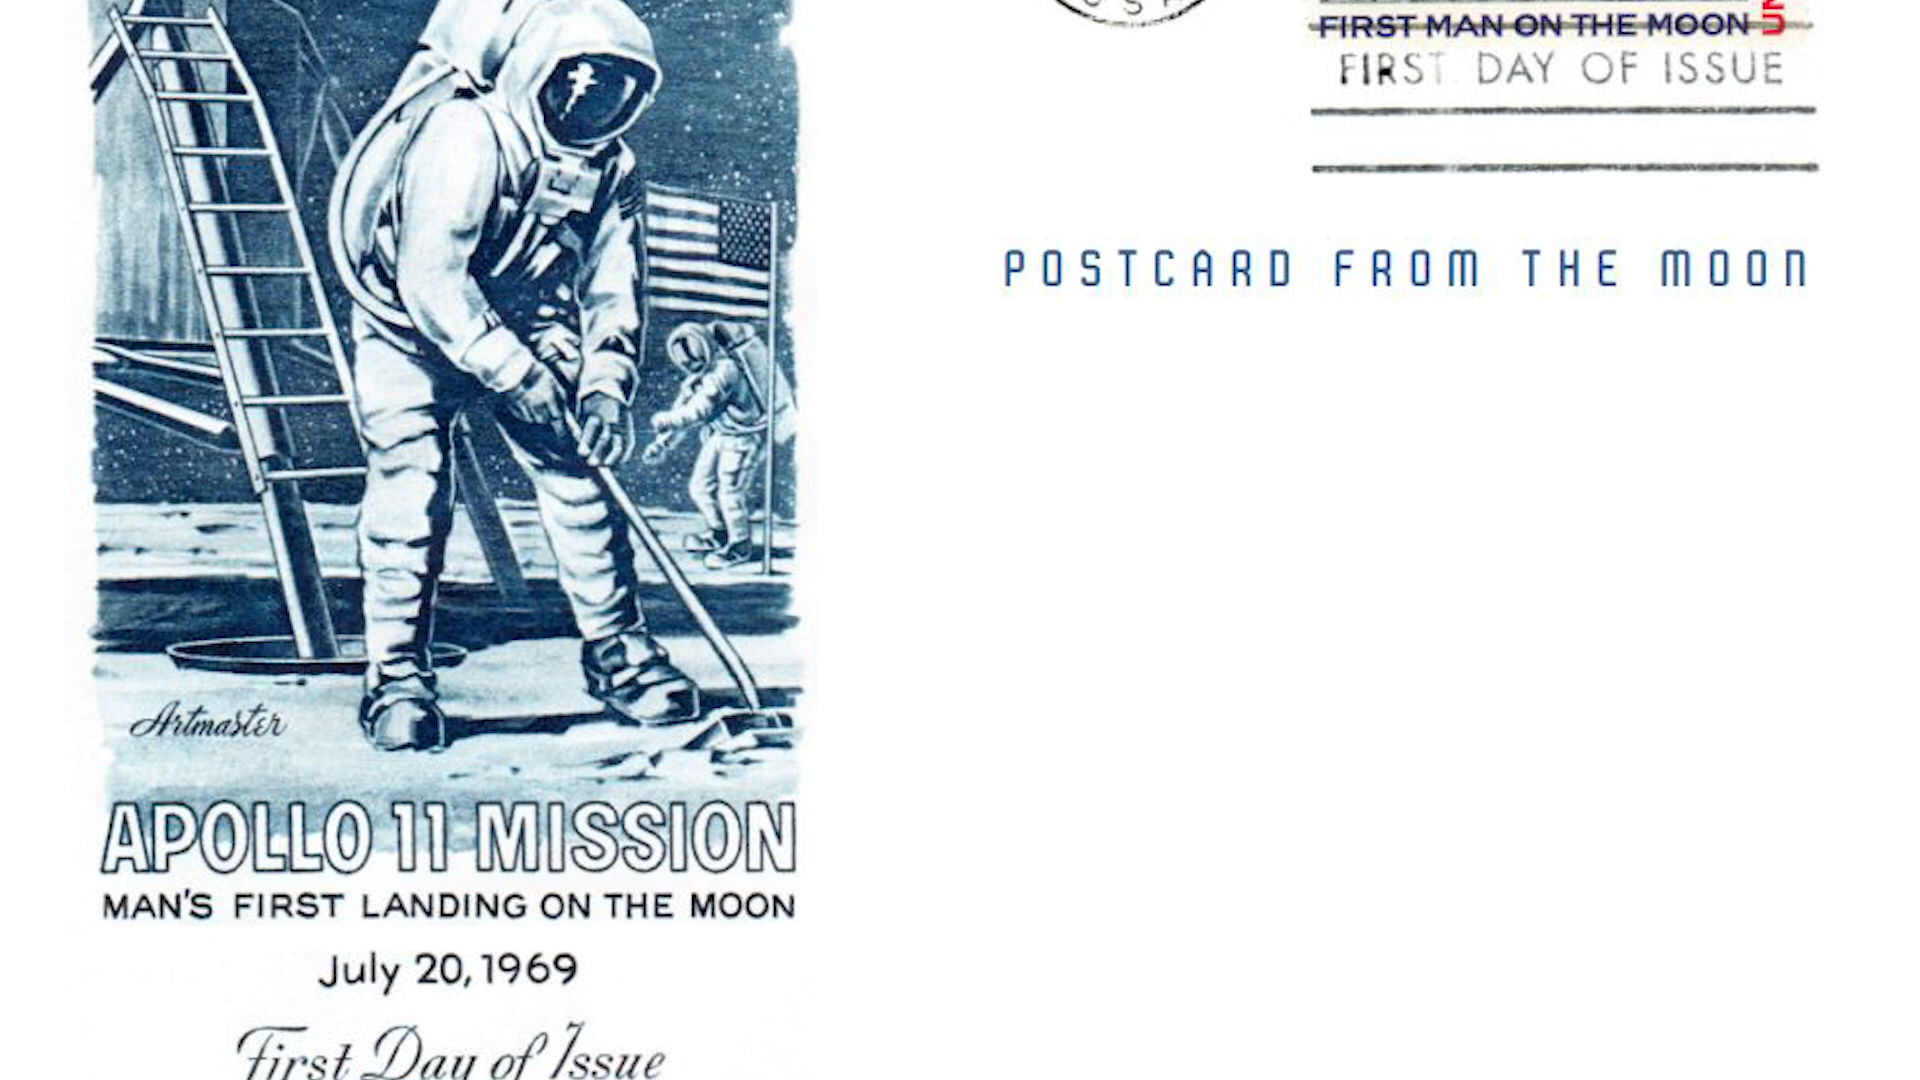 FIRST MAN ON THE MOON
FIRST DAY OF ISSUE
POSTCARD FROM THE MOON
Artmaster
APOLLO 11 MISSION
MAN'S FIRST LANDING ON THE MOON
July 20, 1969
First Day of Issue